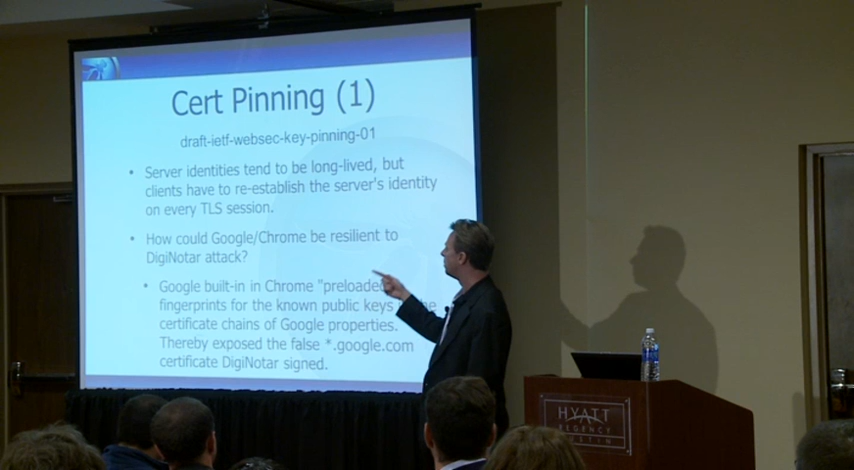 Cert Pinning (1)
draft-ietf-websec-key-pinning-01
• Server identities tend to be long-lived, but
clients have to re-establish the server's identity
on every TLS session.
• How could Google/Chrome be resilient to
DigiNotar attack?
• Google built-in in Chrome "preloaded
fingerprints for the known public keys
certificate chains of Google properties.
Thereby exposed the false *.google.com
certificate DigiNotar signed.
HYATT
REGENCY
AUSTIN